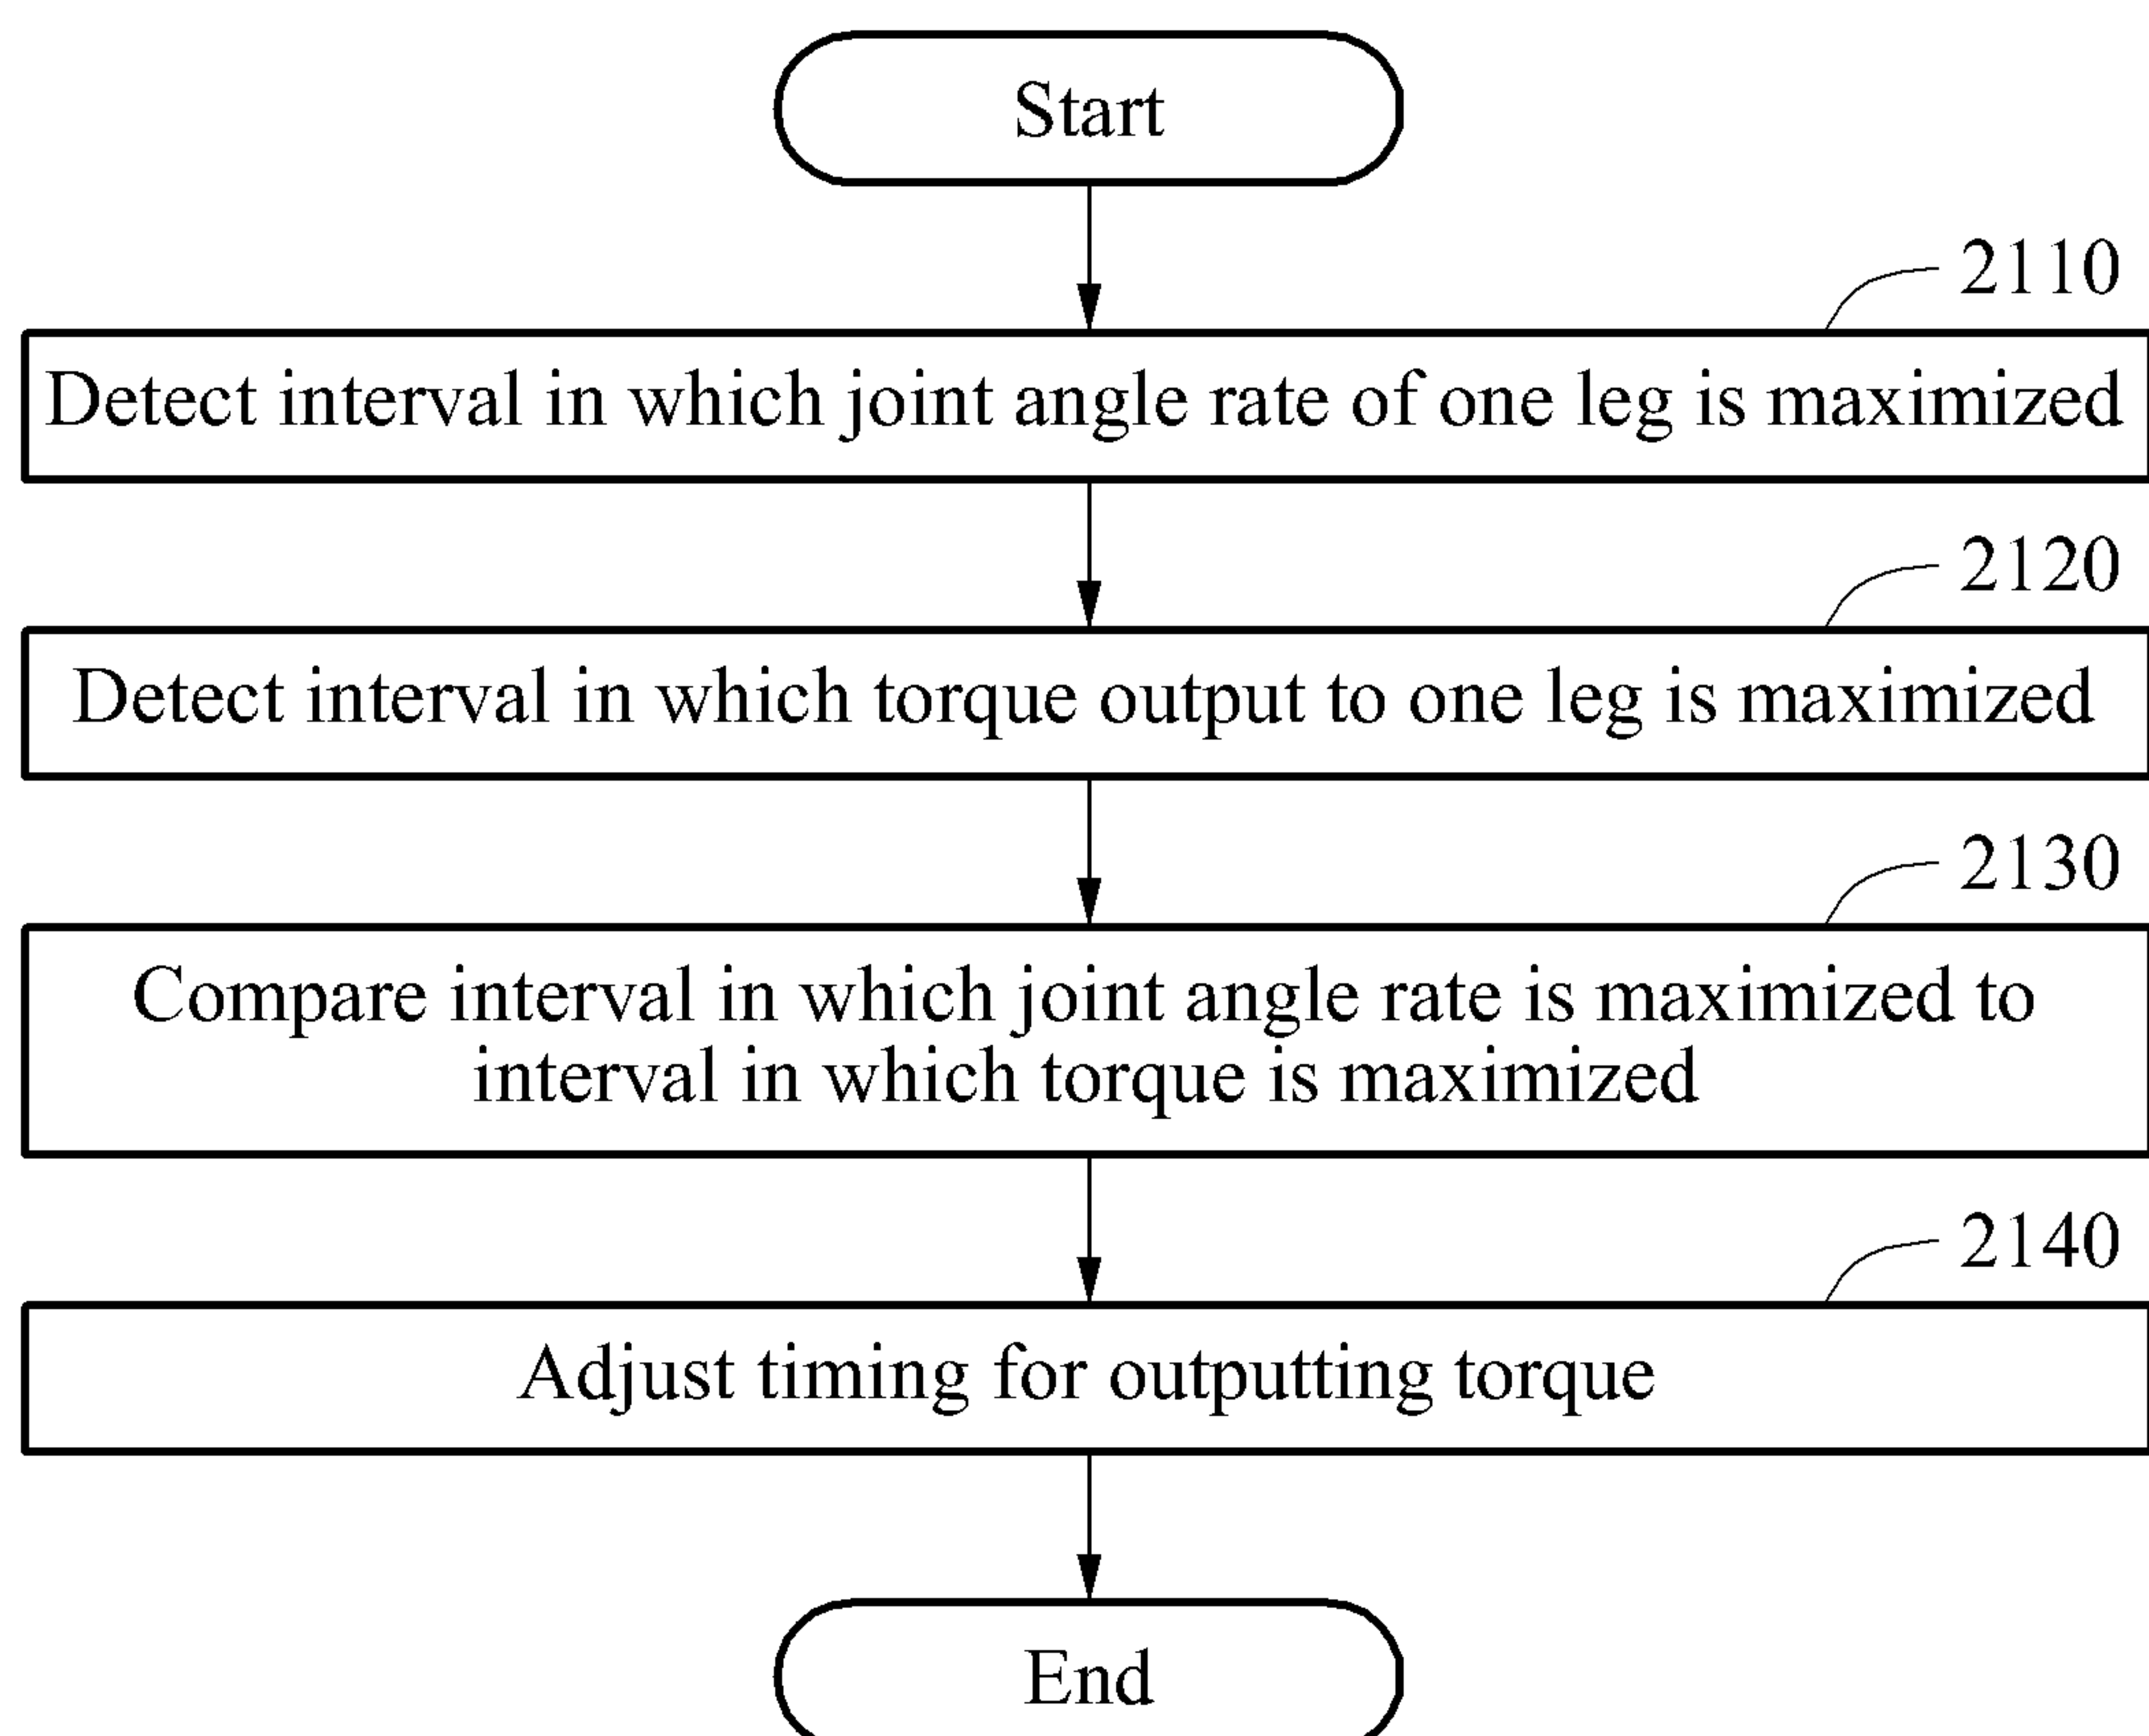 Start
2110
Detect interval in which joint angle rate of one leg is maximized
2120
Detect interval in which torque output to one leg is maximized
2130
Compare interval in which joint angle rate is maximized to
interval in which torque is maximized
2140
Adjust timing for outputting torque
End